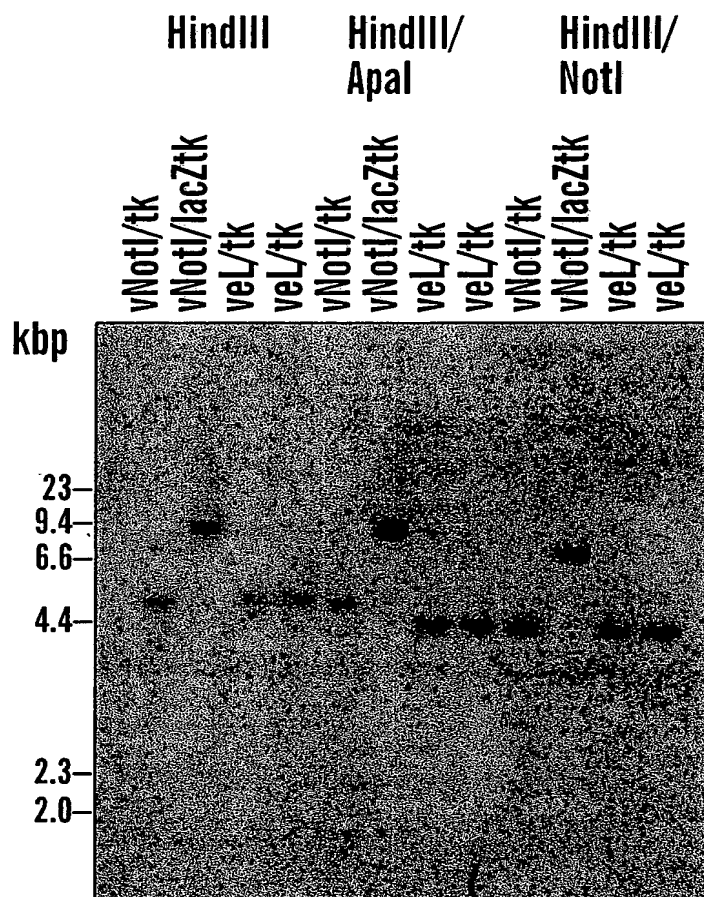 HindIII
HindIII/
ApaI
HindIII/
NotI
vNotI/tk
vNotI/lacZtk
veL/tk
veL/tk
vNotI/tk
vNotI/lacZtk
veL/tk
veL/tk
vNotI/tk
vNotI/lacZtk
veL/tk
veL/tk
kbp
23
9.4
6.6
4.4
2.3
2.0